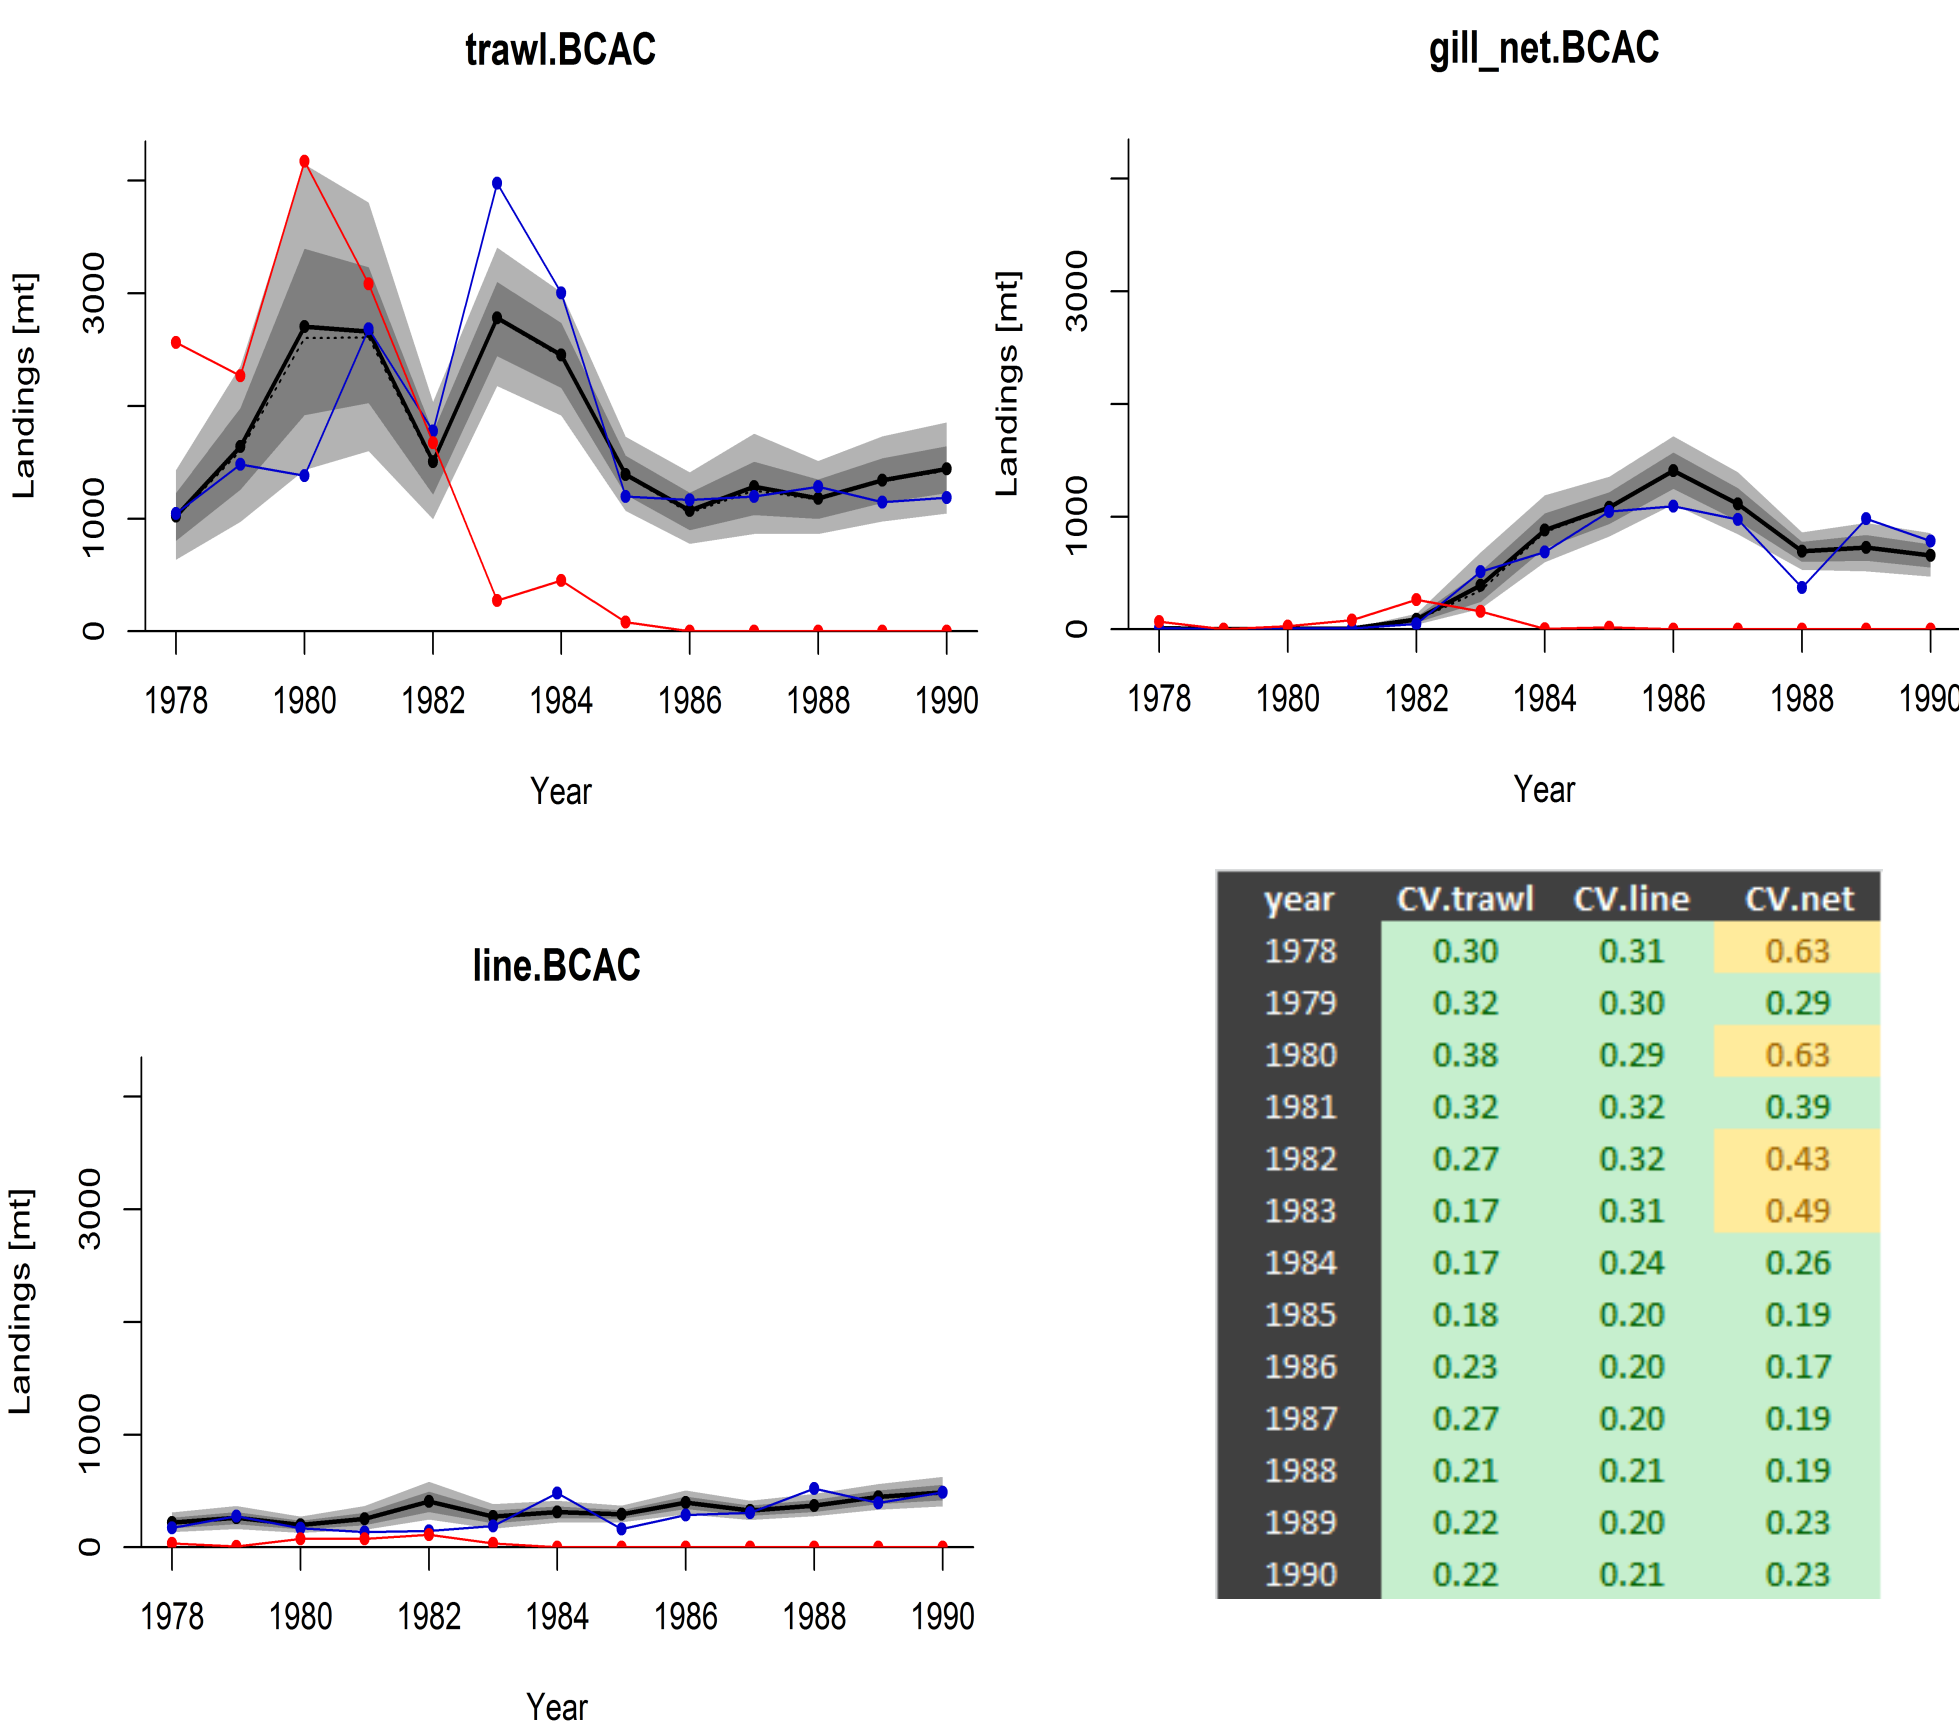 trawl.BCAC
Landings [mt]
3000
1000
0
1978 1980 1982 1984 1986 1988 1990
Year
gill_net.BCAC
Landings [mt]
3000
1000
0
1978 1980 1982 1984 1986 1988 1990
Year
line.BCAC
Landings [mt]
3000
1000
0
1978 1980 1982 1984 1986 1988 1990
Year
year CV.trawl CV.line CV.net
1978 0.30 0.31 0.63
1979 0.32 0.30 0.29
1980 0.38 0.29 0.63
1981 0.32 0.32 0.39
1982 0.27 0.32 0.43
1983 0.17 0.31 0.49
1984 0.17 0.24 0.26
1985 0.18 0.20 0.19
1986 0.23 0.20 0.17
1987 0.27 0.20 0.19
1988 0.21 0.21 0.19
1989 0.22 0.20 0.23
1990 0.22 0.21 0.23